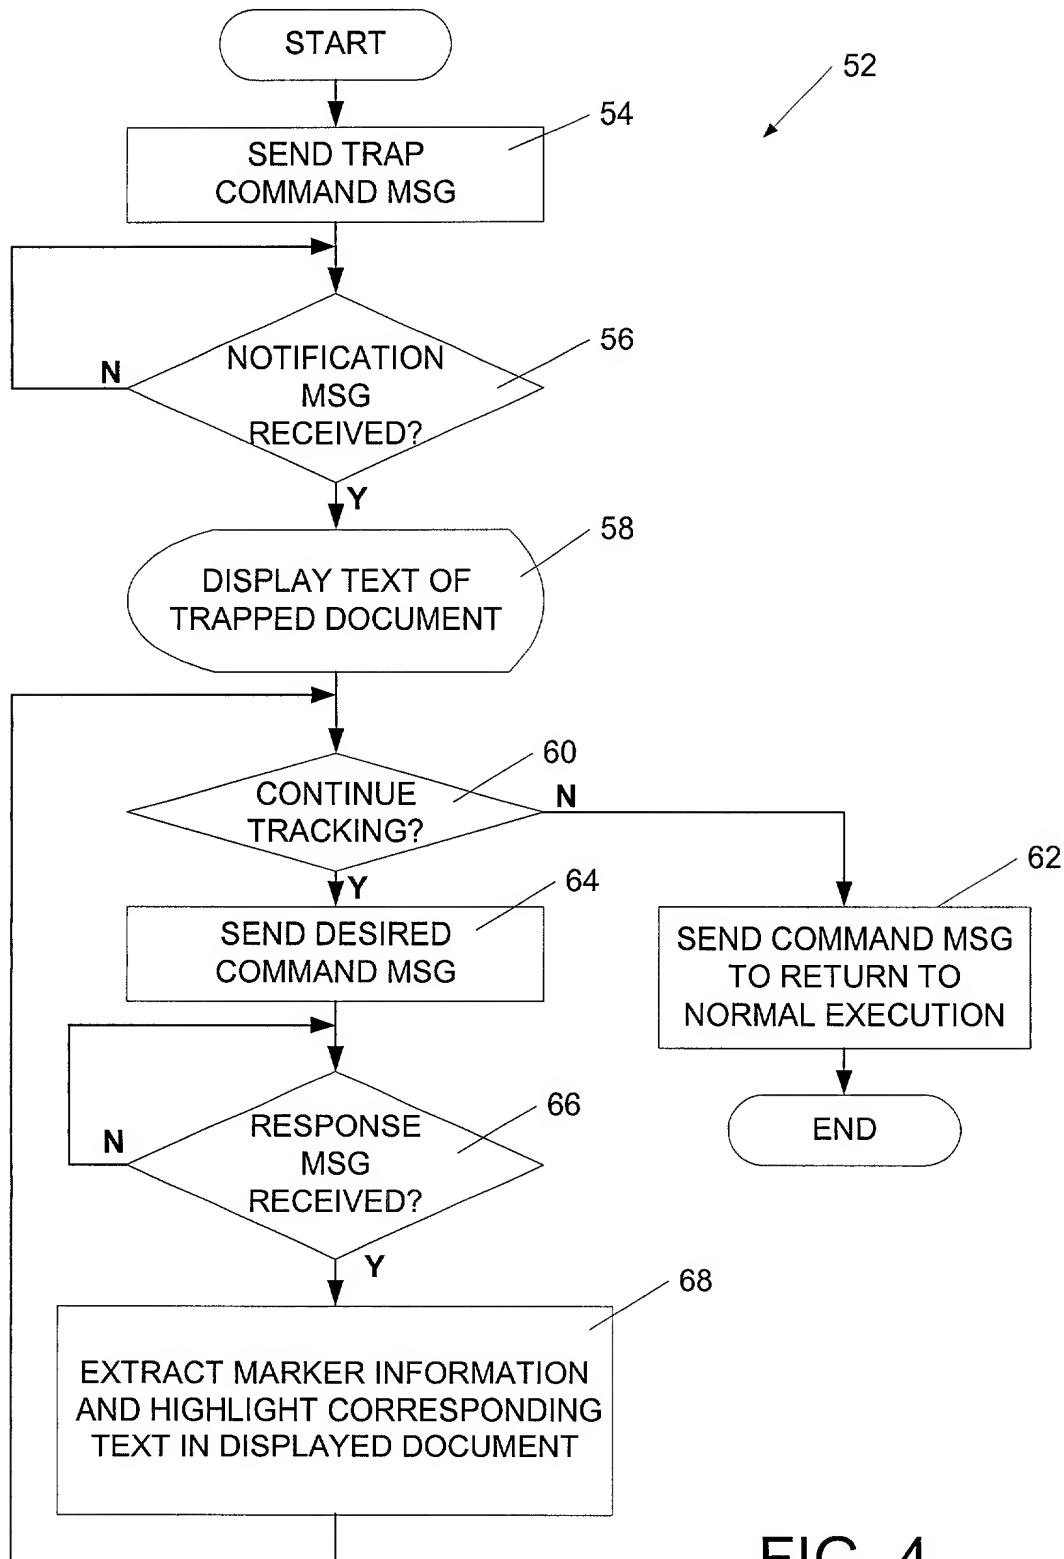 START
52
54
SEND TRAP
COMMAND MSG
56
NOTIFICATION
MSG
RECEIVED?
N
Y
58
DISPLAY TEXT OF
TRAPPED DOCUMENT
60
CONTINUE
TRACKING?
N
Y
62
64
SEND DESIRED
COMMAND MSG
SEND COMMAND MSG
TO RETURN TO
NORMAL EXECUTION
66
RESPONSE
MSG
RECEIVED?
N
END
Y
68
EXTRACT MARKER INFORMATION
AND HIGHLIGHT CORRESPONDING
TEXT IN DISPLAYED DOCUMENT
FIG. 4